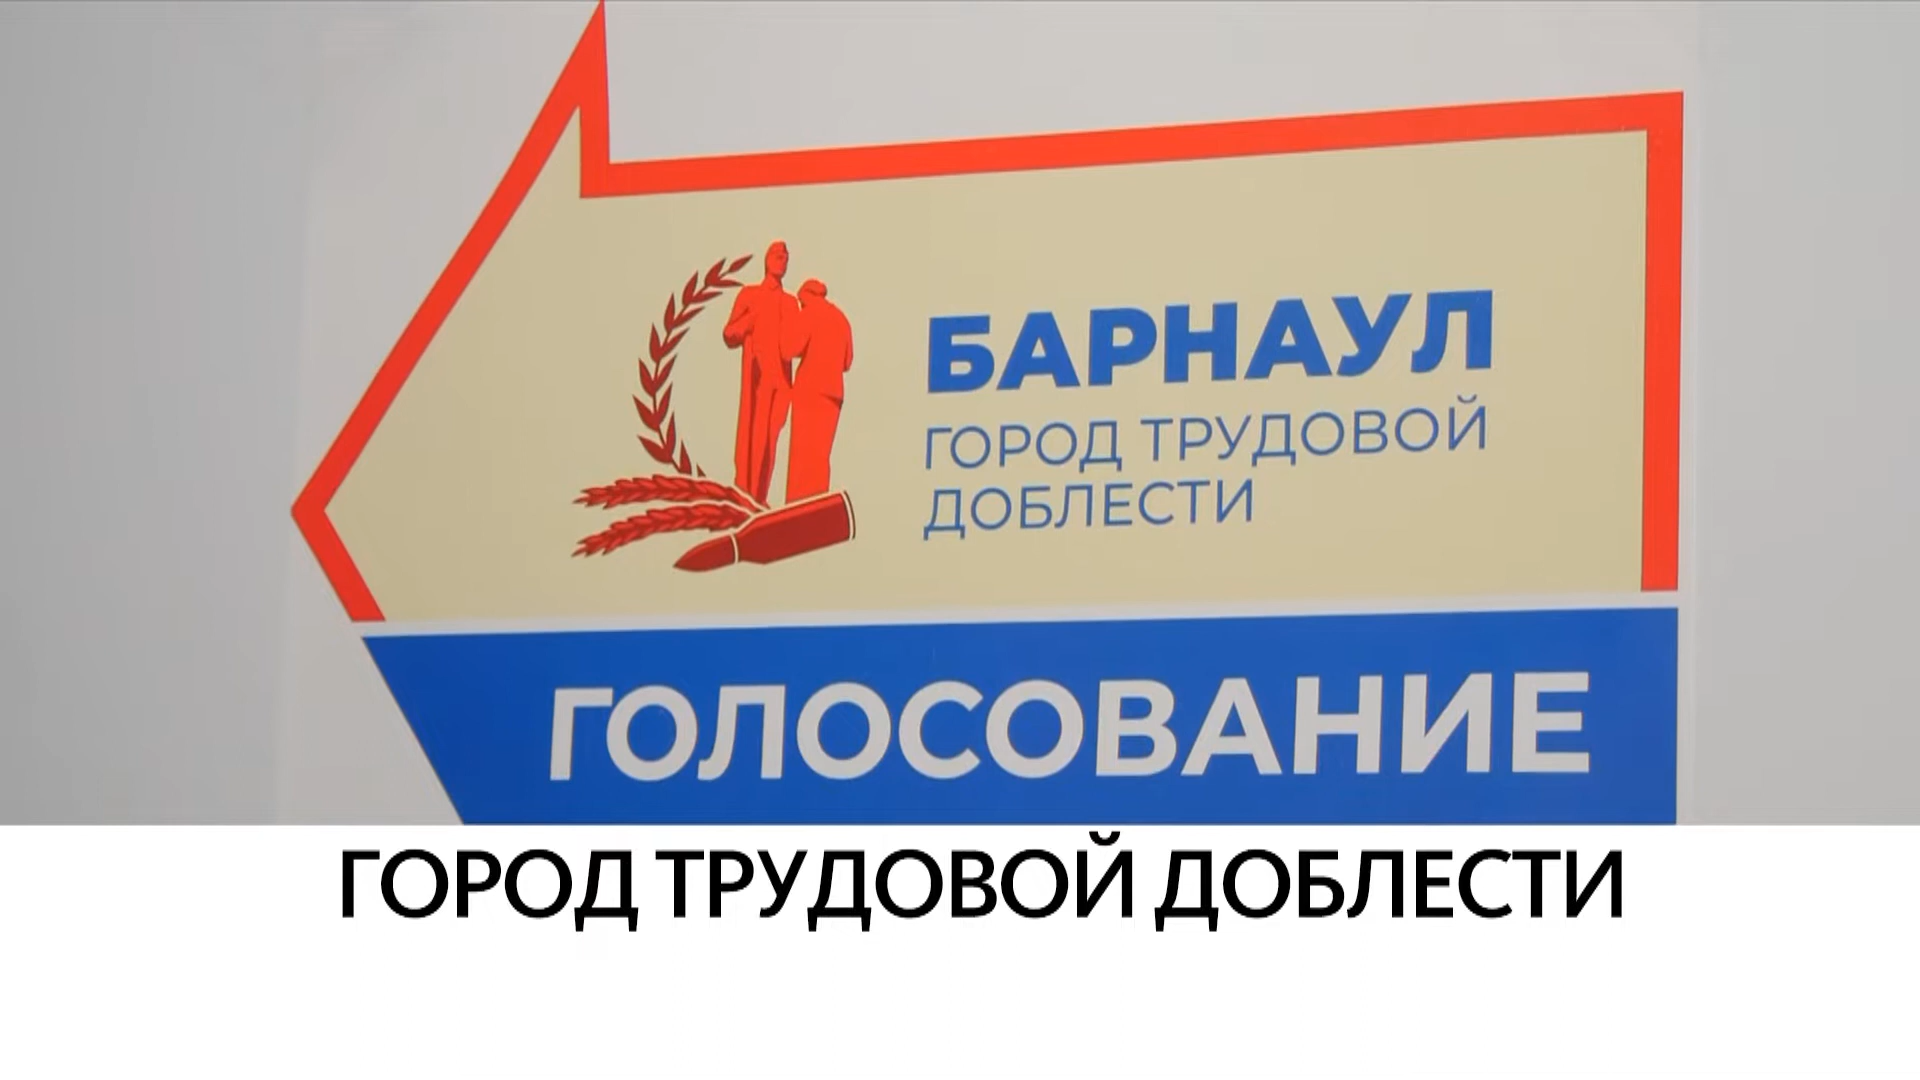 БАРНАУЛ
ГОРОД ТРУДОВОЙ
ДОБЛЕСТИ
ГОЛОСОВАНИЕ
ГОРОД ТРУДОВОЙ ДОБЛЕСТИ